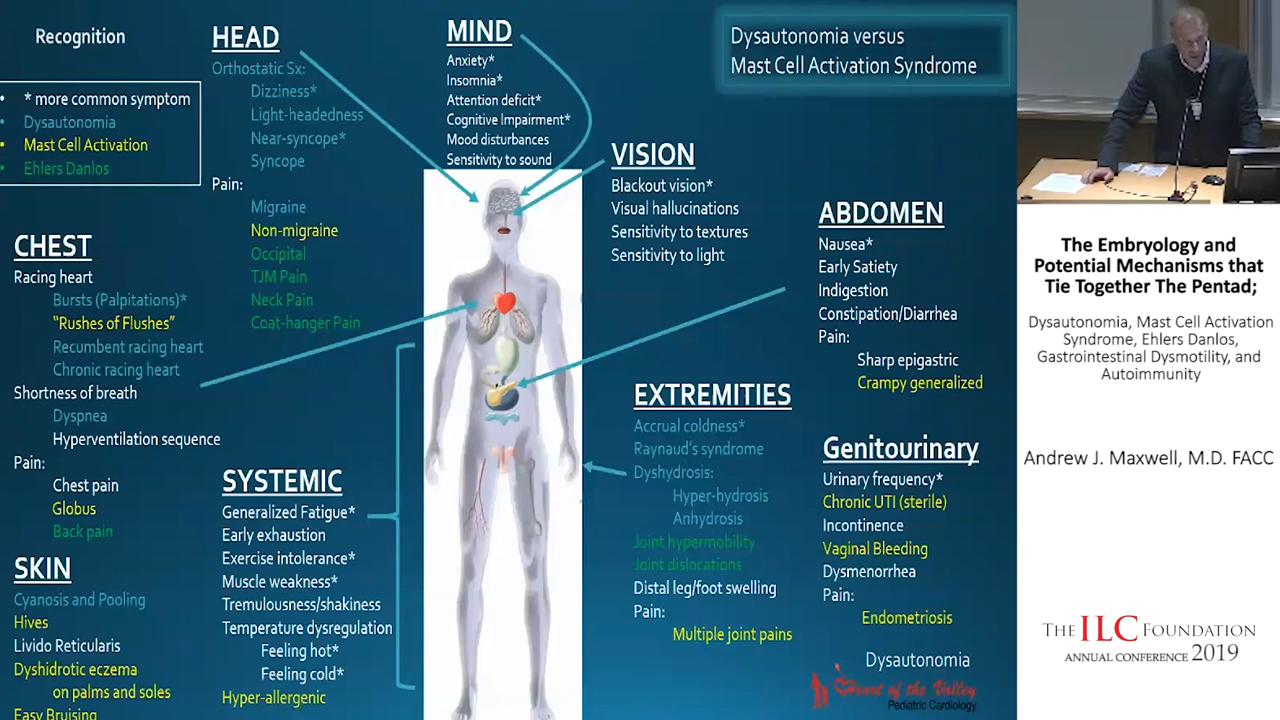 Recognition
• * more common symptom
• Dysautonomia
• Mast Cell Activation
• Ehlers Danlos
HEAD
Orthostatic Sx:
Dizziness*
Light-headedness
Near-syncope*
Syncope
Pain:
Migraine
Non-migraine
Occipital
TJM Pain
Neck Pain
Coat-hanger Pain
MIND
Anxiety*
Insomnia*
Attention deficit*
Cognitive Impairment*
Mood disturbances
Sensitivity to sound
Dysautonomia versus
Mast Cell Activation Syndrome
VISION
Blackout vision*
Visual hallucinations
Sensitivity to textures
Sensitivity to light
CHEST
Racing heart
Bursts (Palpitations)*
“Rushes of Flushes”
Recumbent racing heart
Chronic racing heart
Shortness of breath
Dyspnea
Hyperventilation sequence
Pain:
Chest pain
Globus
Back pain
ABDOMEN
Nausea*
Early Satiety
Indigestion
Constipation/Diarrhea
Pain:
Sharp epigastric
Crampy generalized
EXTREMITIES
Accrual coldness*
Raynaud's syndrome
Dyshydrosis:
Hyper-hydrosis
Anhydrosis
Joint hypermobility
Joint dislocations
Distal leg/foot swelling
Pain:
Multiple joint pains
Genitourinary
Urinary frequency*
Chronic UTI (sterile)
Incontinence
Vaginal Bleeding
Dysmenorrhea
Pain:
Endometriosis
SYSTEMIC
Generalized Fatigue*
Early exhaustion
Exercise intolerance*
Muscle weakness*
Tremulousness/shakiness
Temperature dysregulation
Feeling hot*
Feeling cold*
Hyper-allergenic
SKIN
Cyanosis and Pooling
Hives
Livido Reticularis
Dyshidrotic eczema
on palms and soles
Easy Bruising
Dysautonomia
Heart of the Valley
Pediatric Cardiology
The Embryology and
Potential Mechanisms that
Tie Together The Pentad;
Dysautonomia, Mast Cell Activation
Syndrome, Ehlers Danlos,
Gastrointestinal Dysmotility, and
Autoimmunity
Andrew J. Maxwell, M.D. FACC
THE ILC FOUNDATION
ANNUAL CONFERENCE 2019